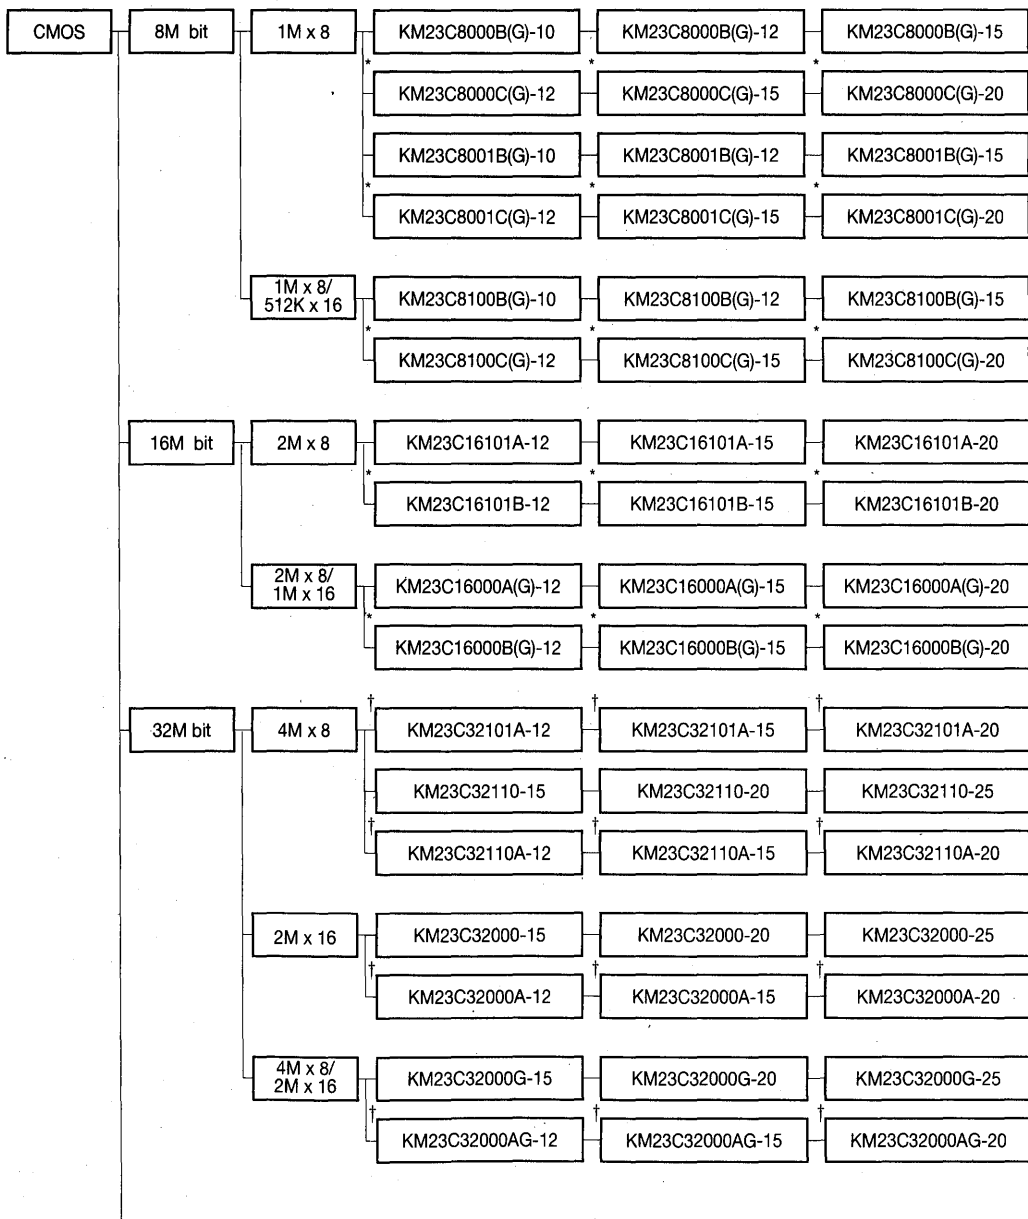 CMOS 8M bit 1M x 8 KM23C8000B(G)-10 KM23C8000B(G)-12 KM23C8000B(G)-15
* * *
KM23C8000C(G)-12 KM23C8000C(G)-15 KM23C8000C(G)-20
KM23C8001B(G)-10 KM23C8001B(G)-12 KM23C8001B(G)-15
* * *
KM23C8001C(G)-12 KM23C8001C(G)-15 KM23C8001C(G)-20
1M x 8/
512K x 16 KM23C8100B(G)-10 KM23C8100B(G)-12 KM23C8100B(G)-15
* * *
KM23C8100C(G)-12 KM23C8100C(G)-15 KM23C8100C(G)-20
16M bit 2M x 8 KM23C16101A-12 KM23C16101A-15 KM23C16101A-20
* * *
KM23C16101B-12 KM23C16101B-15 KM23C16101B-20
2M x 8/
1M x 16 KM23C16000A(G)-12 KM23C16000A(G)-15 KM23C16000A(G)-20
* * *
KM23C16000B(G)-12 KM23C16000B(G)-15 KM23C16000B(G)-20
† † †
32M bit 4M x 8 KM23C32101A-12 KM23C32101A-15 KM23C32101A-20
KM23C32110-15 KM23C32110-20 KM23C32110-25
† † †
KM23C32110A-12 KM23C32110A-15 KM23C32110A-20
2M x 16 KM23C32000-15 KM23C32000-20 KM23C32000-25
† † †
KM23C32000A-12 KM23C32000A-15 KM23C32000A-20
4M x 8/
2M x 16 KM23C32000G-15 KM23C32000G-20 KM23C32000G-25
† † †
KM23C32000AG-12 KM23C32000AG-15 KM23C32000AG-20